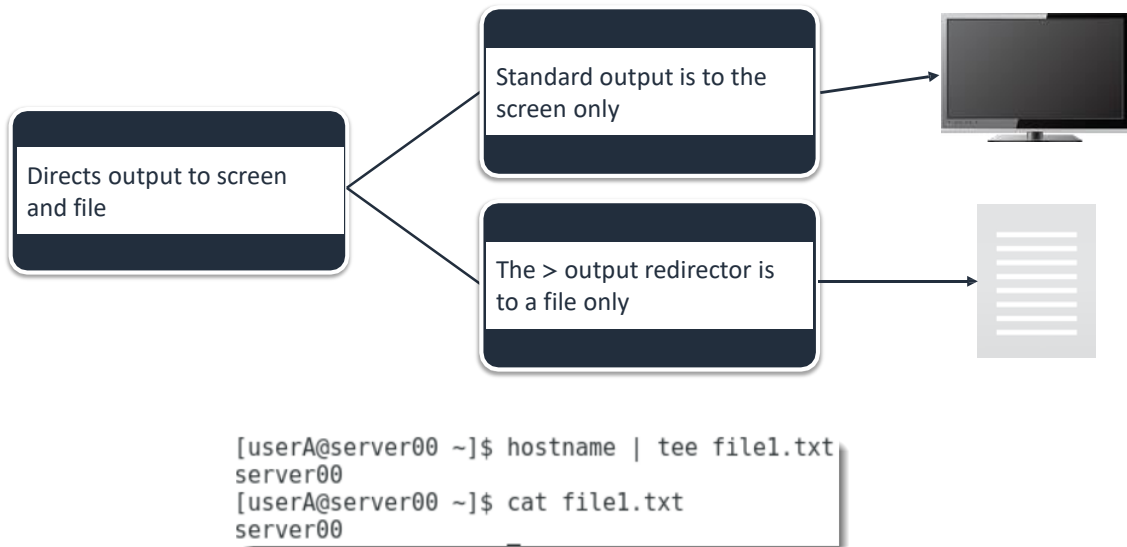 Standard output is to the
screen only
Directs output to screen
and file
The > output redirector is
to a file only
[userA@server00 ~]$ hostname | tee file1.txt
server00
[userA@server00 ~]$ cat file1.txt
server00